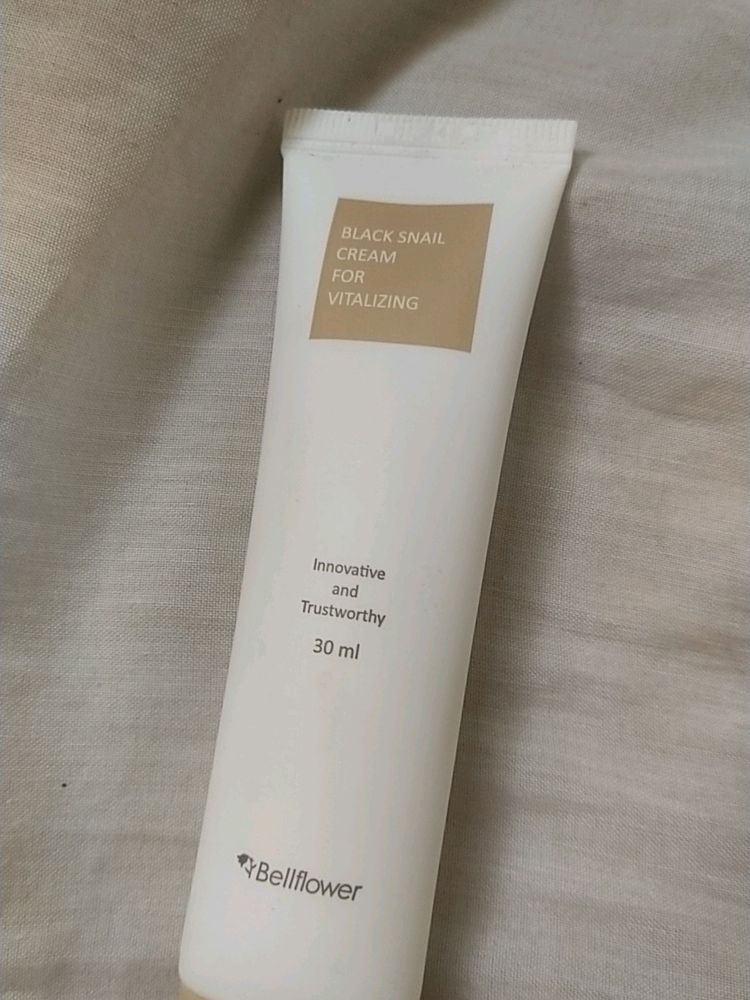 BLACK SNAIL
CREAM
FOR
VITALIZING
Innovative
and
Trustworthy
30 ml
Bellflower